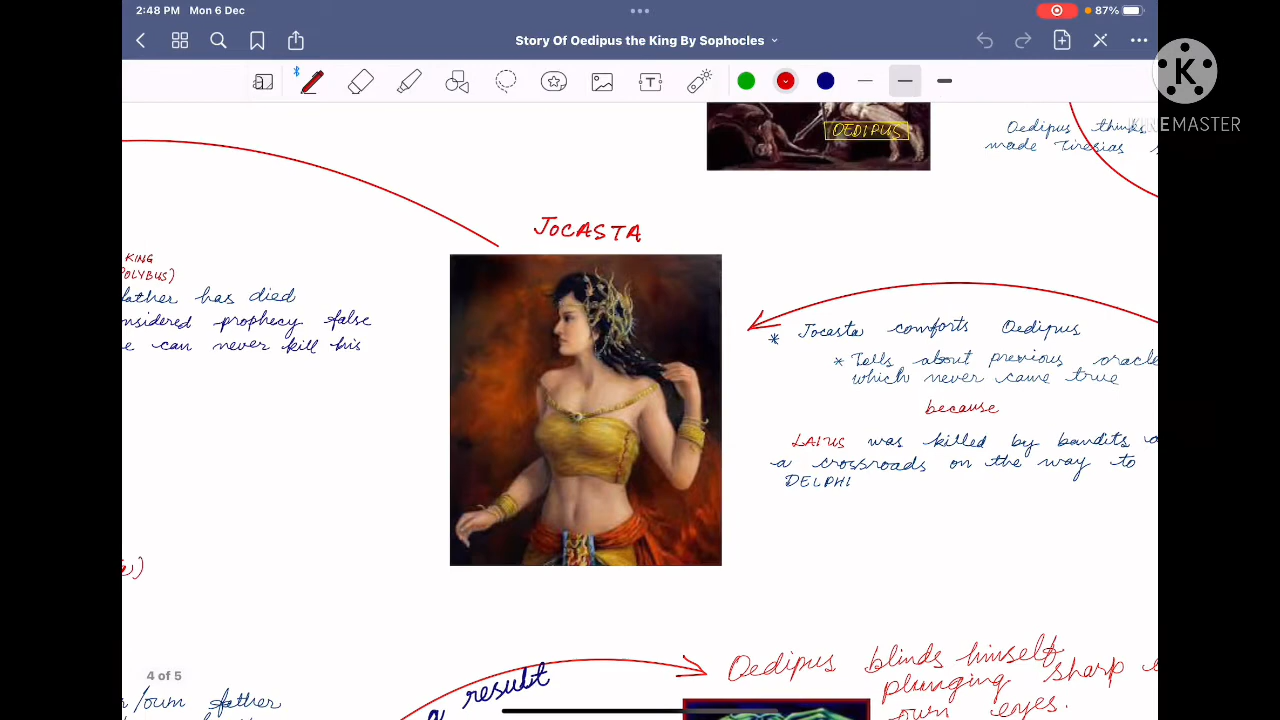 2:48 PM Mon 6 Dec
87%
Story Of Oedipus the King By Sophocles
K
KINEMASTER
T
OEDIPUS
Oedipus thinks
made Tiresias
JOCASTA
KING
POLYBUS)
father has died
onsidered prophecy false
e can never kill his
* Jocasta comforts Oedipus
* Tells about previous oracle
which never came true
because
LAIUS was killed by bandits
a crossroads on the way to
DELPHI
4 of 5
/own father
a result
Oedipus blinds himself
plunging sharp
own eyes.